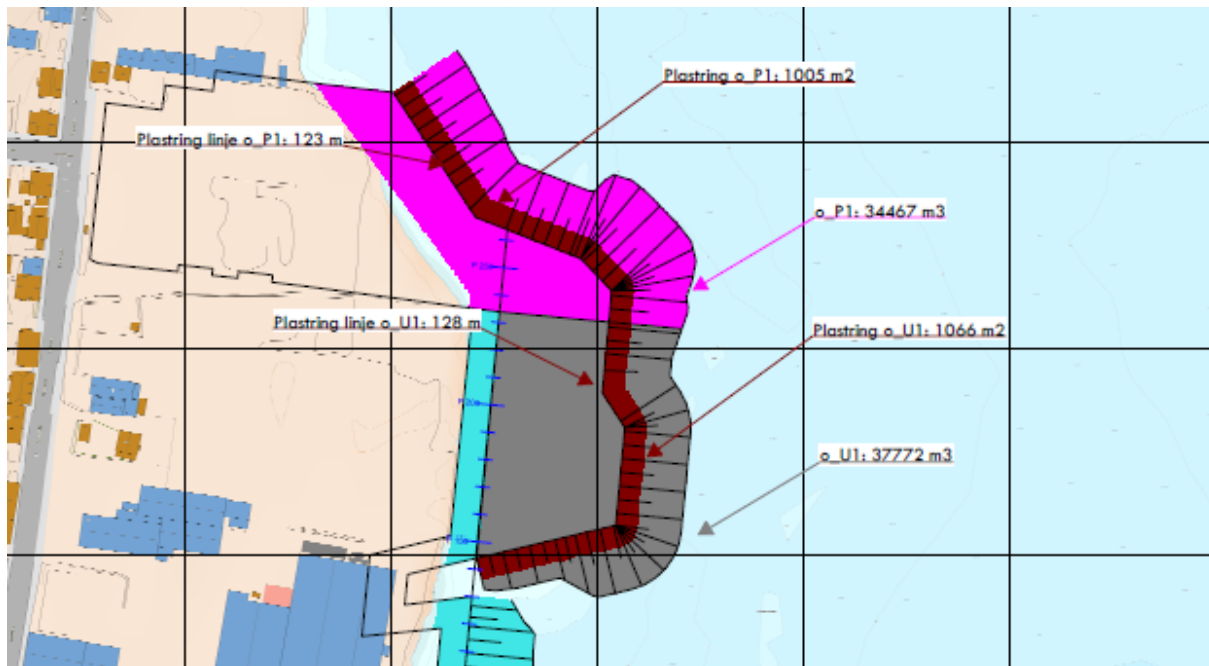 Plastring o_P1: 1005 m2
Plastring linje o_P1: 123 m
o_P1: 34467 m3
Plastring linje o_U1: 128 m
Plastring o_U1: 1066 m2
o_U1: 37772 m3